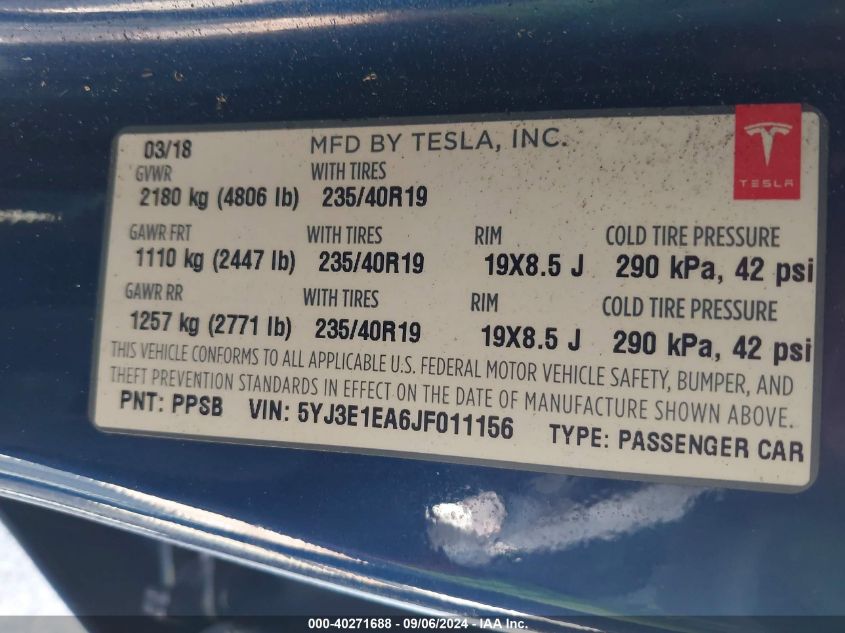 03/18 MFD BY TESLA, INC.
TESLA
GVWR WITH TIRES
2180 kg (4806 lb) 235/40R19
GAWR FRT WITH TIRES RIM COLD TIRE PRESSURE
1110 kg (2447 lb) 235/40R19 19X8.5 J 290 kPa, 42 psi
GAWR RR WITH TIRES RIM COLD TIRE PRESSURE
1257 kg (2771 lb) 235/40R19 19X8.5 J 290 kPa, 42 psi
THIS VEHICLE CONFORMS TO ALL APPLICABLE U.S. FEDERAL MOTOR VEHICLE SAFETY, BUMPER, AND
THEFT PREVENTION STANDARDS IN EFFECT ON THE DATE OF MANUFACTURE SHOWN ABOVE.
PNT: PPSB VIN: 5YJ3E1EA6JF011156 TYPE: PASSENGER CAR
000-40271688 - 09/06/2024 - IAA Inc.